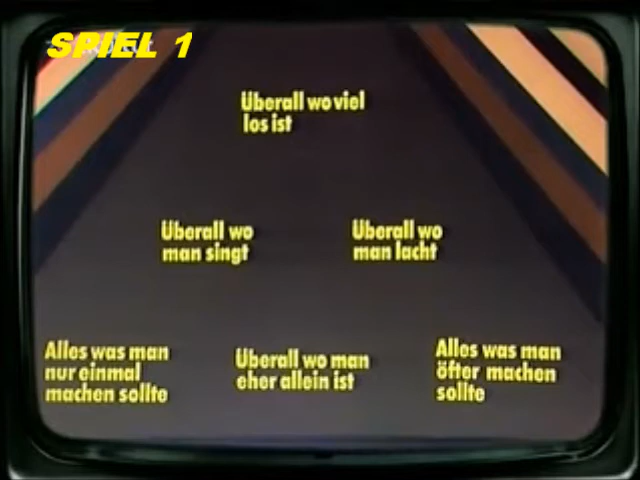 SPIEL 1
Überall wo viel
los ist
Überall wo
man singt
Überall wo
man lacht
Alles was man
nur einmal
machen sollte
Überall wo man
eher allein ist
Alles was man
öfter machen
sollte